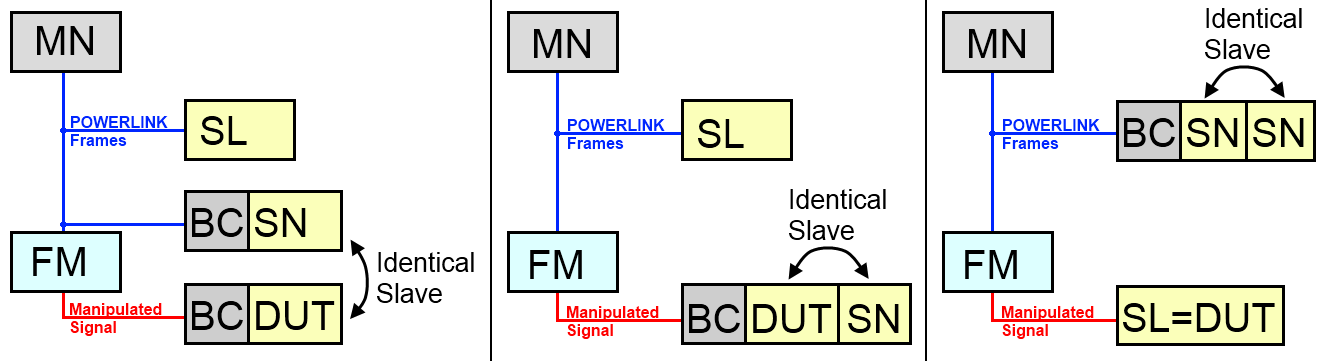 MN
POWERLINK
Frames
SL
BC SN
FM
Identical
Slave
Manipulated
Signal
BC DUT
MN
POWERLINK
Frames
SL
Identical
Slave
FM
Manipulated
Signal
BC DUT SN
Identical
Slave
MN
POWERLINK
Frames
BC SN SN
FM
Manipulated
Signal
SL=DUT